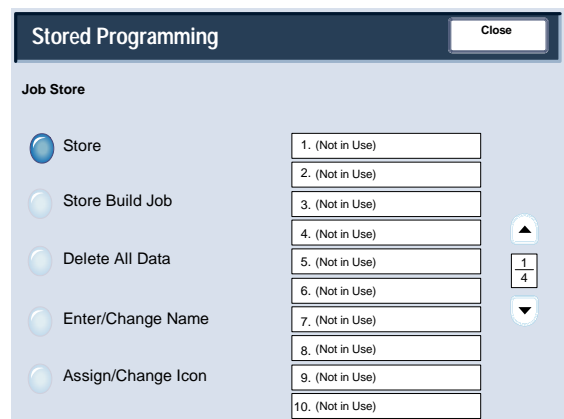 Stored Programming
Close
Job Store
Store
Store Build Job
Delete All Data
Enter/Change Name
Assign/Change Icon
1. (Not in Use)
2. (Not in Use)
3. (Not in Use)
4. (Not in Use)
5. (Not in Use)
6. (Not in Use)
7. (Not in Use)
8. (Not in Use)
9. (Not in Use)
10. (Not in Use)
1
4